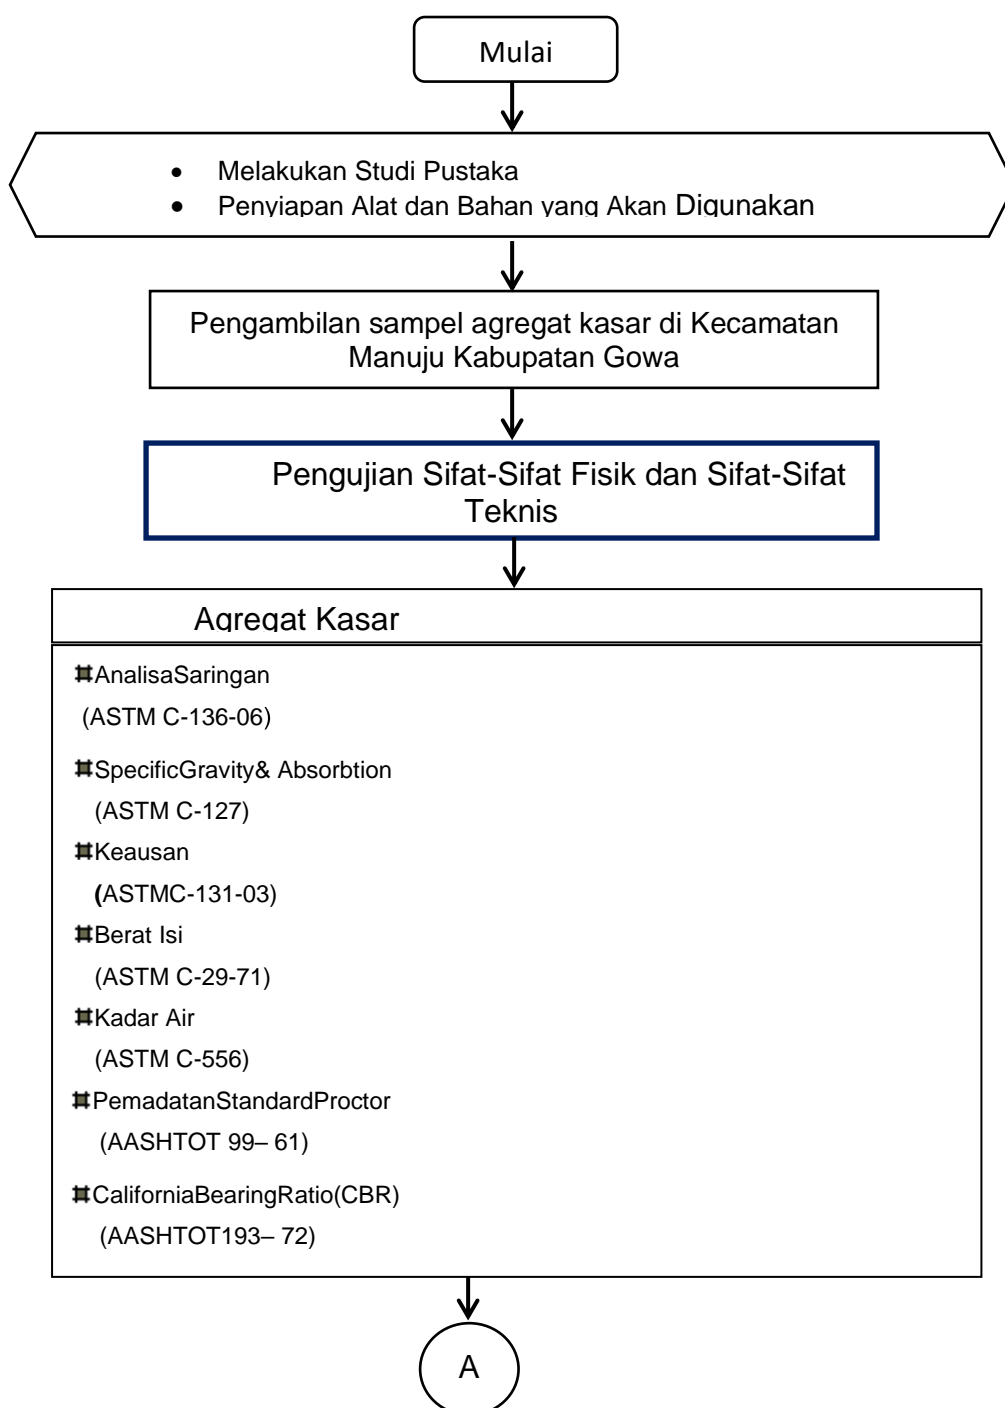 Mulai
• Melakukan Studi Pustaka
• Penyiapan Alat dan Bahan yang Akan Digunakan
Pengambilan sampel agregat kasar di Kecamatan
Manuju Kabupatan Gowa
Pengujian Sifat-Sifat Fisik dan Sifat-Sifat
Teknis
Agregat Kasar
AnalisaSaringan
(ASTM C-136-06)
SpecificGravity& Absorbtion
(ASTM C-127)
Keausan
(ASTMC-131-03)
Berat Isi
(ASTM C-29-71)
Kadar Air
(ASTM C-556)
PemadatanStandardProctor
(AASHTOT 99– 61)
CaliforniaBearingRatio(CBR)
(AASHTOT193– 72)
A